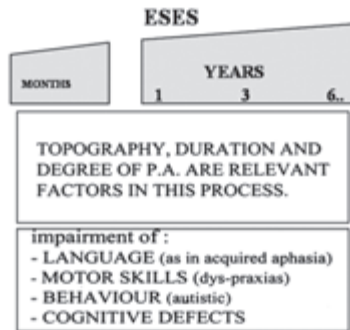 ESES
MONTHS
YEARS
1 3 6..
TOPOGRAPHY, DURATION AND
DEGREE OF P.A. ARE RELEVANT
FACTORS IN THIS PROCESS.
impairment of :
- LANGUAGE (as in acquired aphasia)
- MOTOR SKILLS (dys-praxias)
- BEHAVIOUR (autistic)
- COGNITIVE DEFECTS